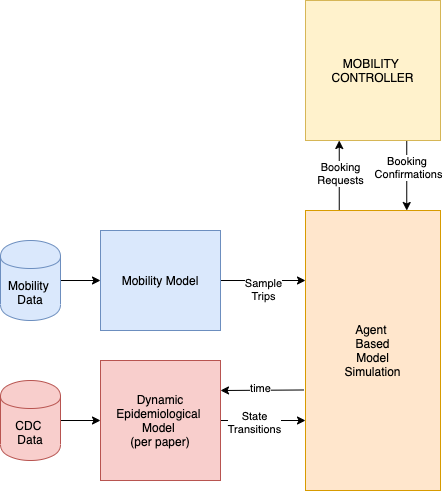 MOBILITY
CONTROLLER
Booking
Requests
Booking
Confirmations
Mobility
Data
Mobility Model
Sample
Trips
Agent
Based
Model
Simulation
time
CDC
Data
Dynamic
Epidemiological
Model
(per paper)
State
Transitions